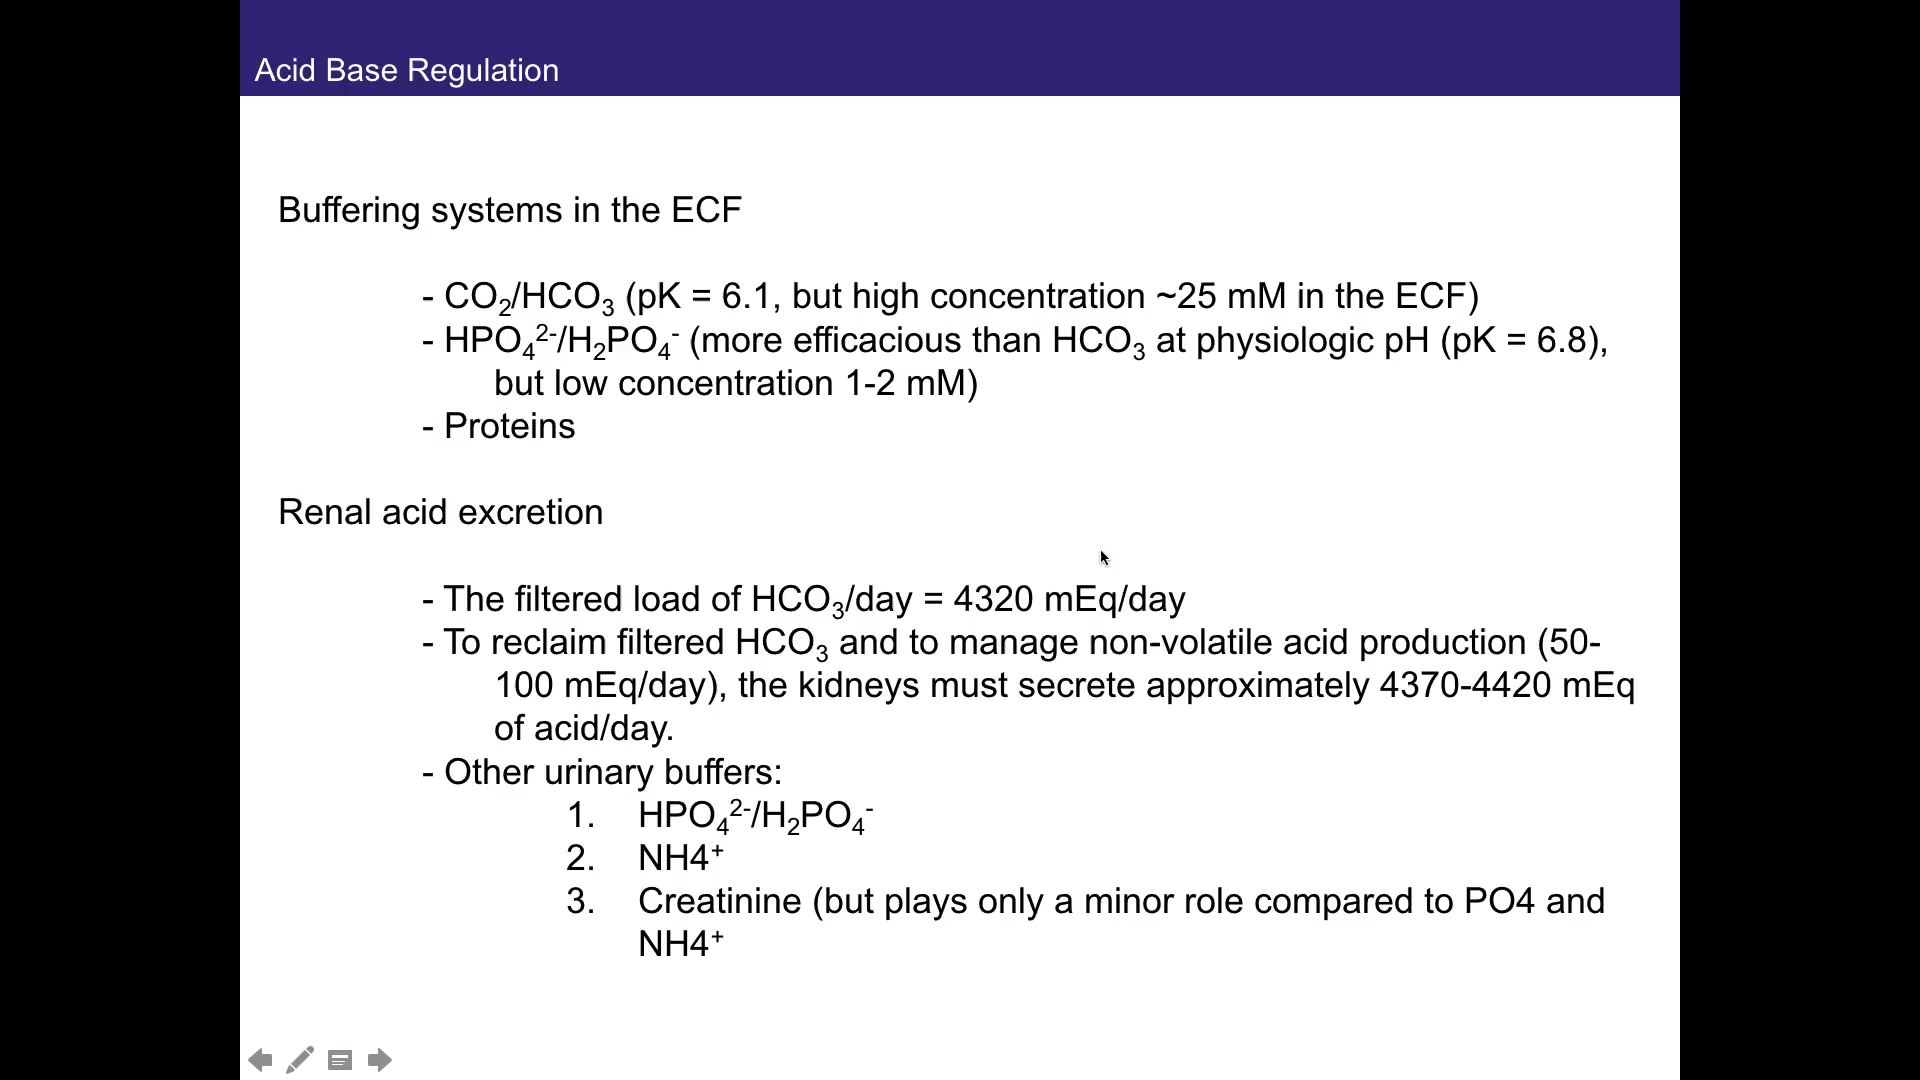 Acid Base Regulation
Buffering systems in the ECF
- CO₂/HCO₃ (pK = 6.1, but high concentration ~25 mM in the ECF)
- HPO₄²⁻/H₂PO₄⁻ (more efficacious than HCO₃ at physiologic pH (pK = 6.8),
but low concentration 1-2 mM)
- Proteins
Renal acid excretion
- The filtered load of HCO₃/day = 4320 mEq/day
- To reclaim filtered HCO₃ and to manage non-volatile acid production (50-
100 mEq/day), the kidneys must secrete approximately 4370-4420 mEq
of acid/day.
- Other urinary buffers:
1. HPO₄²⁻/H₂PO₄⁻
2. NH4⁺
3. Creatinine (but plays only a minor role compared to PO4 and
NH4⁺